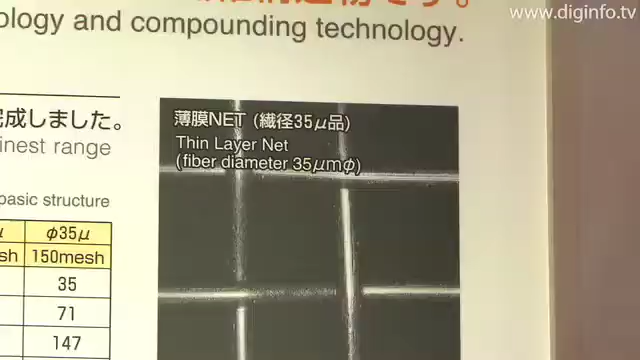 www.diginfo.tv
ology and compounding technology.
完成しました。
inest range
薄膜NET (繊径35μ品)
Thin Layer Net
(fiber diameter 35μmφ)
basic structure
μ φ35μ
sh 150mesh
35
71
147